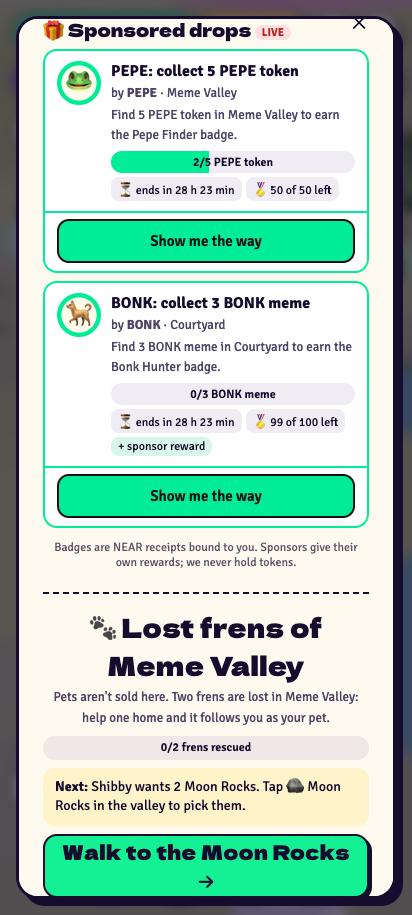 🎁 Sponsored drops LIVE ×
PEPE: collect 5 PEPE token
by PEPE · Meme Valley
Find 5 PEPE token in Meme Valley to earn
the Pepe Finder badge.
2/5 PEPE token
⏳ ends in 28 h 23 min 🏅 50 of 50 left
Show me the way
BONK: collect 3 BONK meme
by BONK · Courtyard
Find 3 BONK meme in Courtyard to earn the
Bonk Hunter badge.
0/3 BONK meme
⏳ ends in 28 h 23 min 🏅 99 of 100 left
+ sponsor reward
Show me the way
Badges are NEAR receipts bound to you. Sponsors give their
own rewards; we never hold tokens.
🐾 Lost frens of
Meme Valley
Pets aren't sold here. Two frens are lost in Meme Valley:
help one home and it follows you as your pet.
0/2 frens rescued
Next: Shibby wants 2 Moon Rocks. Tap 🪨 Moon
Rocks in the valley to pick them.
Walk to the Moon Rocks
→